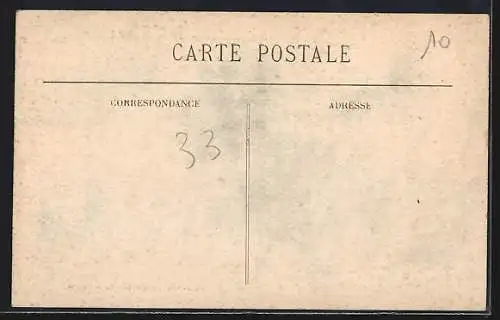 CARTE POSTALE
10
CORRESPONDANCE
ADRESSE
33